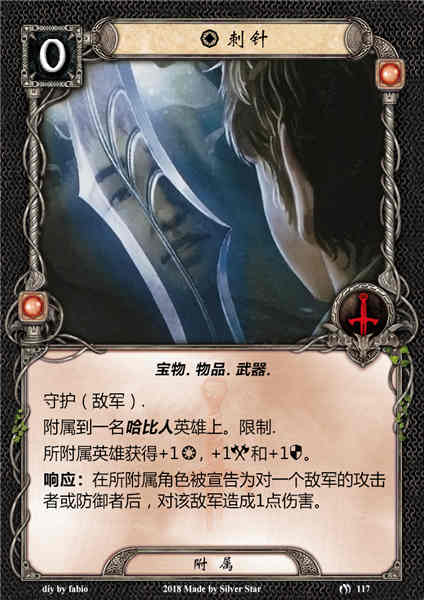 0
刺针
宝物. 物品. 武器.
守护（敌军）.
附属到一名哈比人英雄上。限制.
所附属英雄获得+1，+1和+1。
响应：在所附属角色被宣告为对一个敌军的攻击
者或防御者后，对该敌军造成1点伤害。
附 属
diy by fabio 2018 Made by Silver Star 117